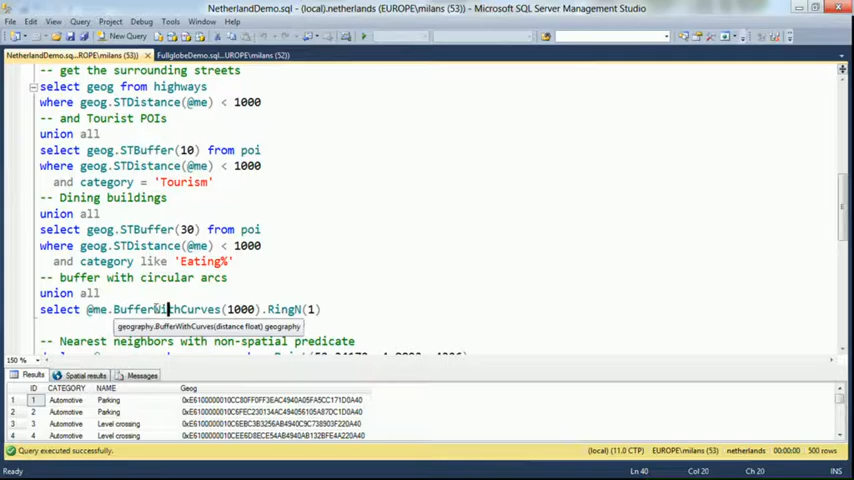 NetherlandDemo.sql - (local).netherlands (EUROPE\milans (53)) - Microsoft SQL Server Management Studio
File Edit View Query Project Debug Tools Window Help
New Query
NetherlandDemo.sq...ROPE\milans (53)) × FullglobeDemo.sql...UROPE\milans (52))
-- get the surrounding streets
select geog from highways
where geog.STDistance(@me) < 1000
-- and Tourist POIs
union all
select geog.STBuffer(10) from poi
where geog.STDistance(@me) < 1000
and category = 'Tourism'
-- Dining buildings
union all
select geog.STBuffer(30) from poi
where geog.STDistance(@me) < 1000
and category like 'Eating%'
-- buffer with circular arcs
union all
select @me.BufferWithCurves(1000).RingN(1)
geography.BufferWithCurves(distance float) geography
-- Nearest neighbors with non-spatial predicate
150 %
Results Spatial results Messages
ID CATEGORY NAME Geog
1 1 Automotive Parking
2 2 Automotive Parking
3 3 Automotive Level crossing
4 4 Automotive Level crossing
Query executed successfully. (local) (11.0 CTP) EUROPE\milans (53) netherlands 00:00:00 500 rows
Ready Ln 40 Col 20 Ch 20 INS